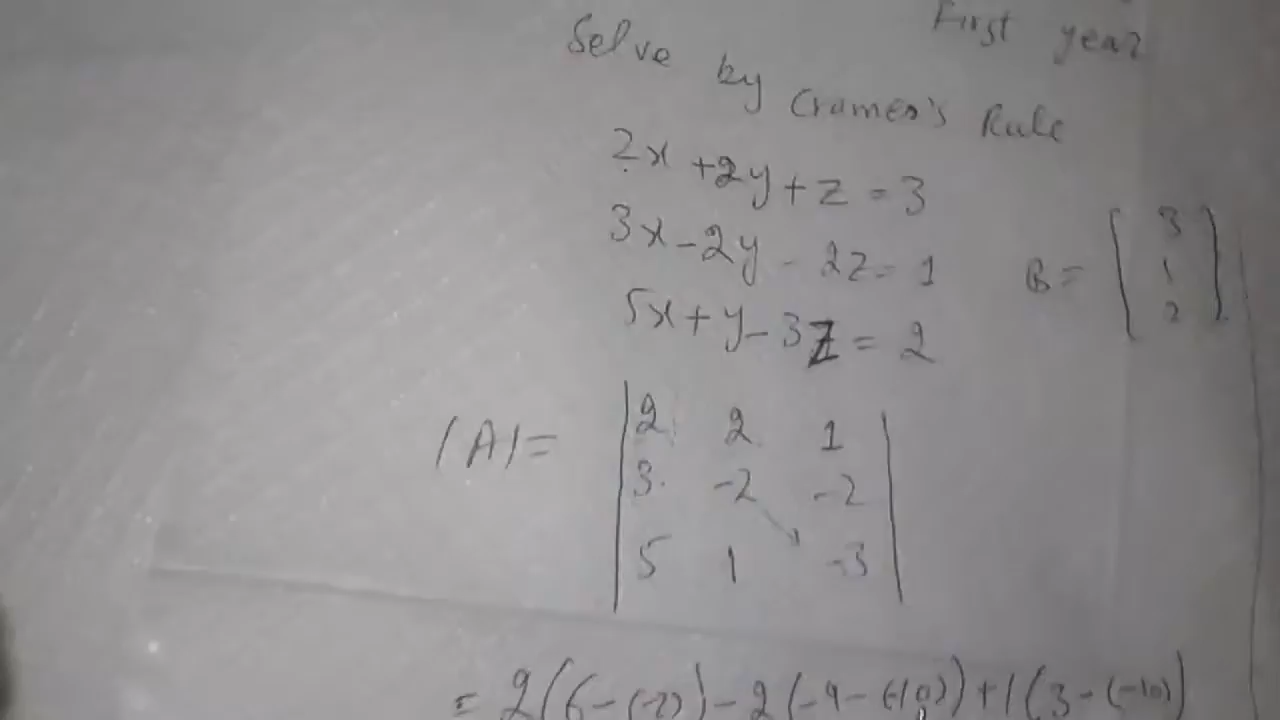 First year
Solve by Cramer's Rule
2x +2y + z = 3
3x - 2y - 2z = 1
B = [ 3 1 2 ]
5x + y - 3z = 2
|A| = | 2 2 1
3 -2 -2
5 1 -3 |
= 2(6-(-2)) - 2(-9-(-10)) + 1(3-(-10))